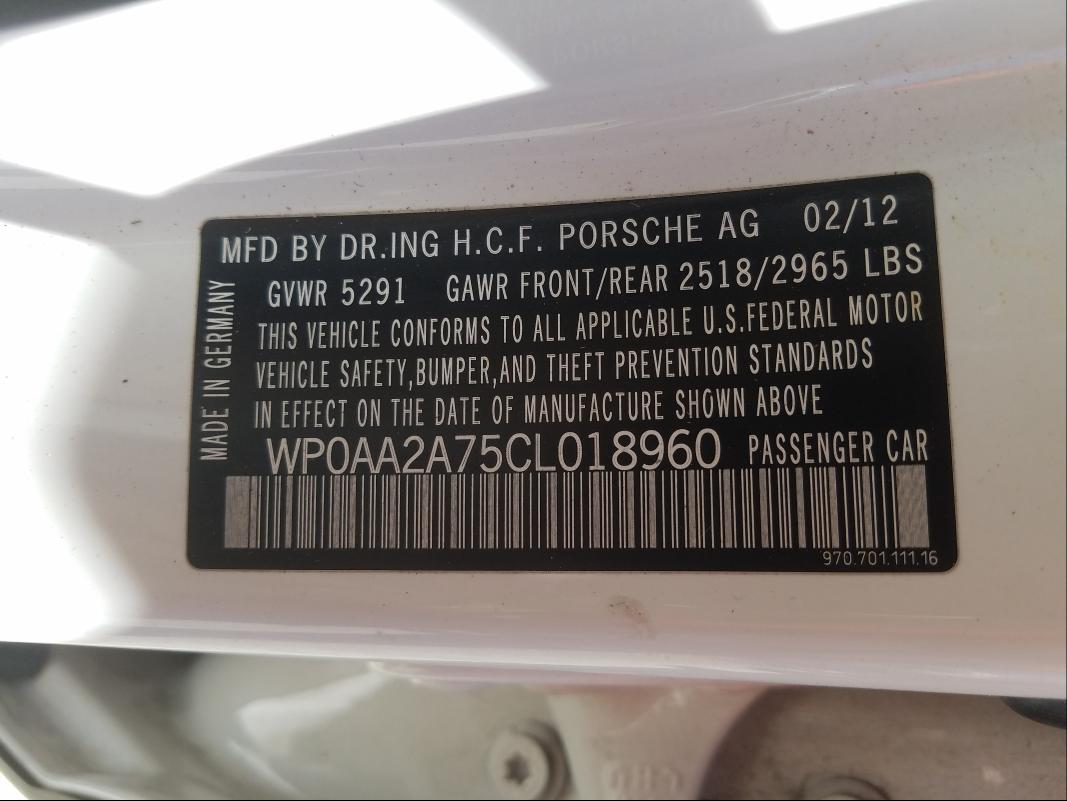 MFD BY DR.ING H.C.F. PORSCHE AG 02/12
GVWR 5291 GAWR FRONT/REAR 2518/2965 LBS
THIS VEHICLE CONFORMS TO ALL APPLICABLE U.S.FEDERAL MOTOR
VEHICLE SAFETY,BUMPER,AND THEFT PREVENTION STANDARDS
IN EFFECT ON THE DATE OF MANUFACTURE SHOWN ABOVE
WP0AA2A75CL018960 PASSENGER CAR
970.701.111.16
MADE IN GERMANY